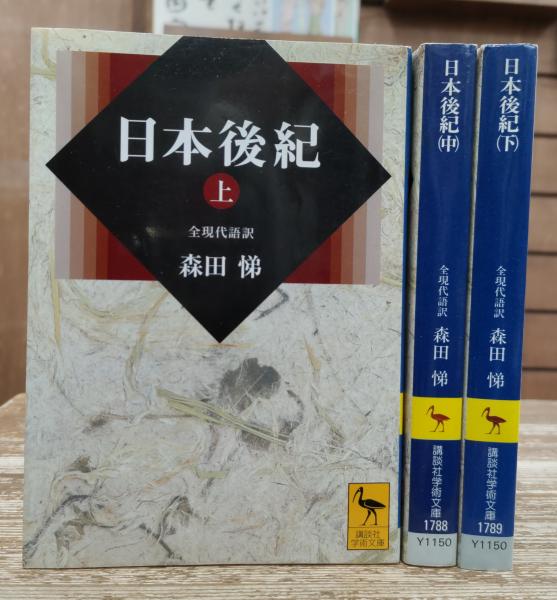 日本後紀
上
全現代語訳
森田 悌
講談社
学術文庫
日本後紀(中)
全現代語訳
森田 悌
講談社学術文庫
1788
Y1150
日本後紀(下)
全現代語訳
森田 悌
講談社学術文庫
1789
Y1150